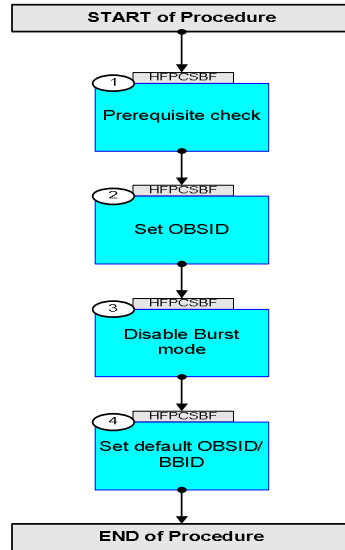 START of Procedure
HFPCSBF
1
Prerequisite check
HFPCSBF
2
Set OBSID
HFPCSBF
3
Disable Burst
mode
HFPCSBF
4
Set default OBSID/
BBID
END of Procedure